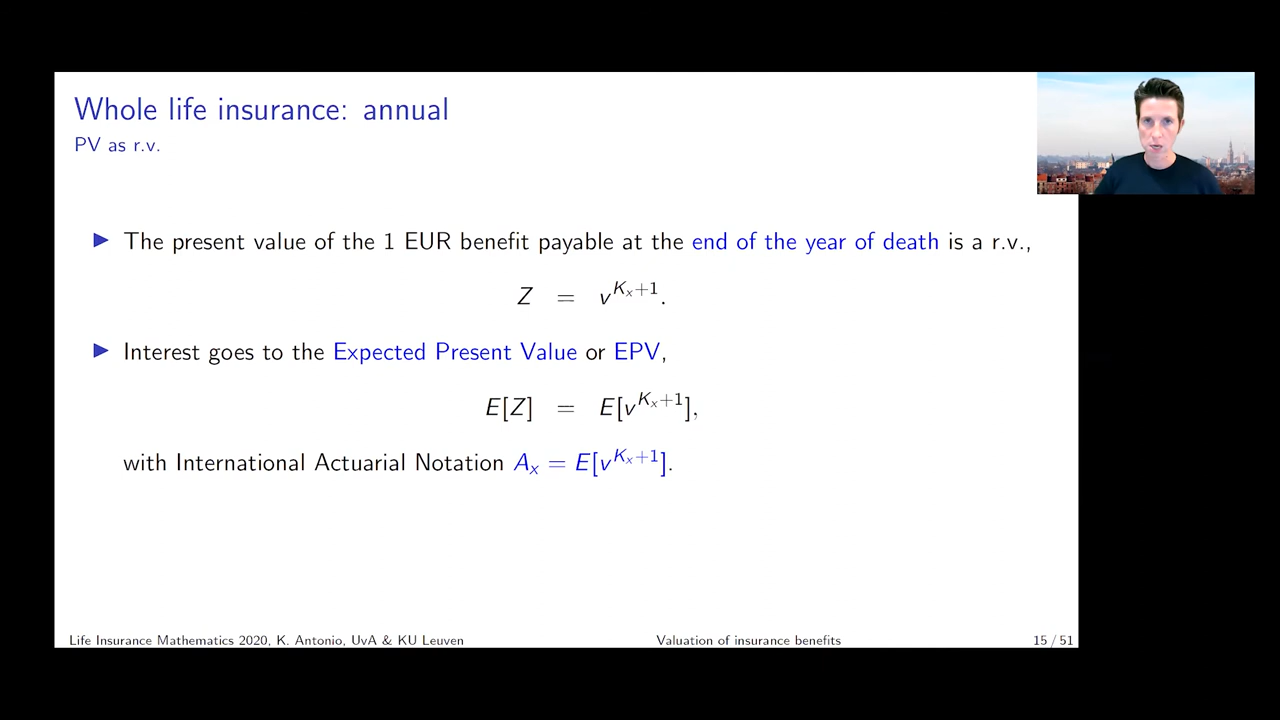 Whole life insurance: annual
PV as r.v.
▶ The present value of the 1 EUR benefit payable at the end of the year of death is a r.v.,
Z = v^{K_x+1}.
▶ Interest goes to the Expected Present Value or EPV,
E[Z] = E[v^{K_x+1}],
with International Actuarial Notation A_x = E[v^{K_x+1}].
Life Insurance Mathematics 2020, K. Antonio, UvA & KU Leuven Valuation of insurance benefits 15 / 51